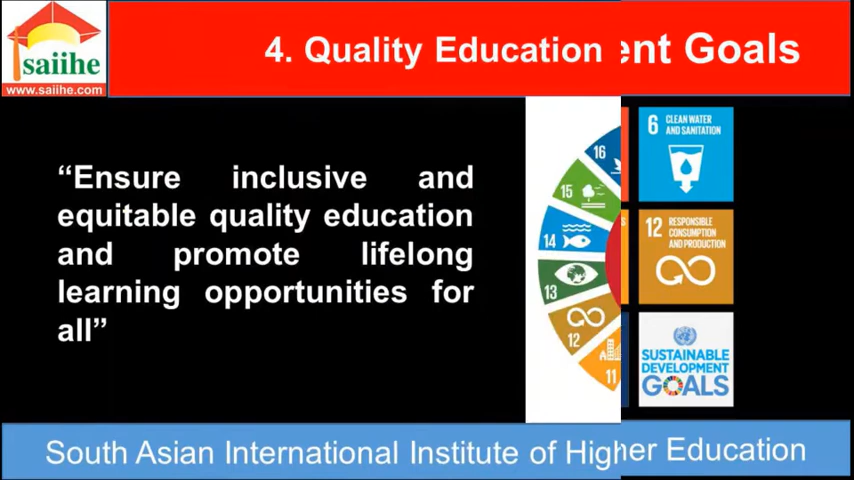 saiihe
www.saiihe.com
4. Quality Education
ent Goals
“Ensure inclusive and
equitable quality education
and promote lifelong
learning opportunities for
all”
16
15
14
13
12
11
6 CLEAN WATER
AND SANITATION
12 RESPONSIBLE
CONSUMPTION
AND PRODUCTION
SUSTAINABLE
DEVELOPMENT
GOALS
South Asian International Institute of Higher Education